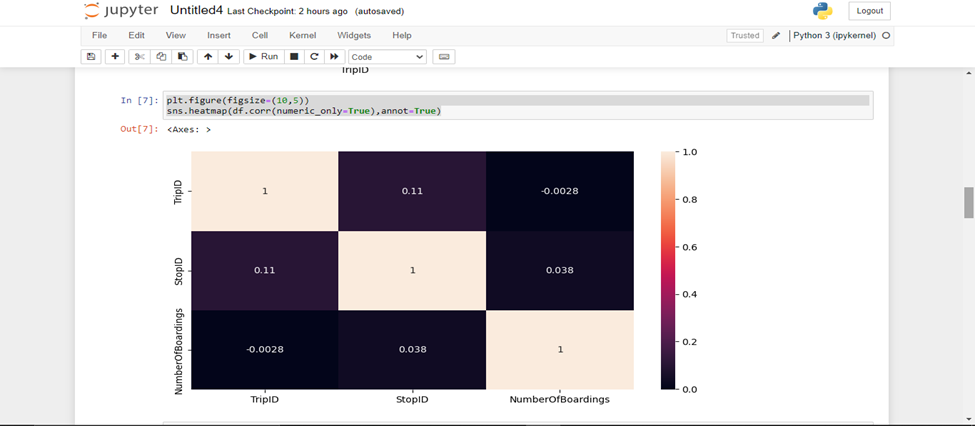 jupyter Untitled4 Last Checkpoint: 2 hours ago (autosaved)
Logout
File Edit View Insert Cell Kernel Widgets Help
Trusted
Python 3 (ipykernel)
Run
Code
TripID
In [7]: plt.figure(figsize=(10,5))
sns.heatmap(df.corr(numeric_only=True),annot=True)
Out[7]: <Axes: >
TripID
1 0.11 -0.0028
StopID
0.11 1 0.038
NumberOfBoardings
-0.0028 0.038 1
TripID StopID NumberOfBoardings
1.0
0.8
0.6
0.4
0.2
0.0